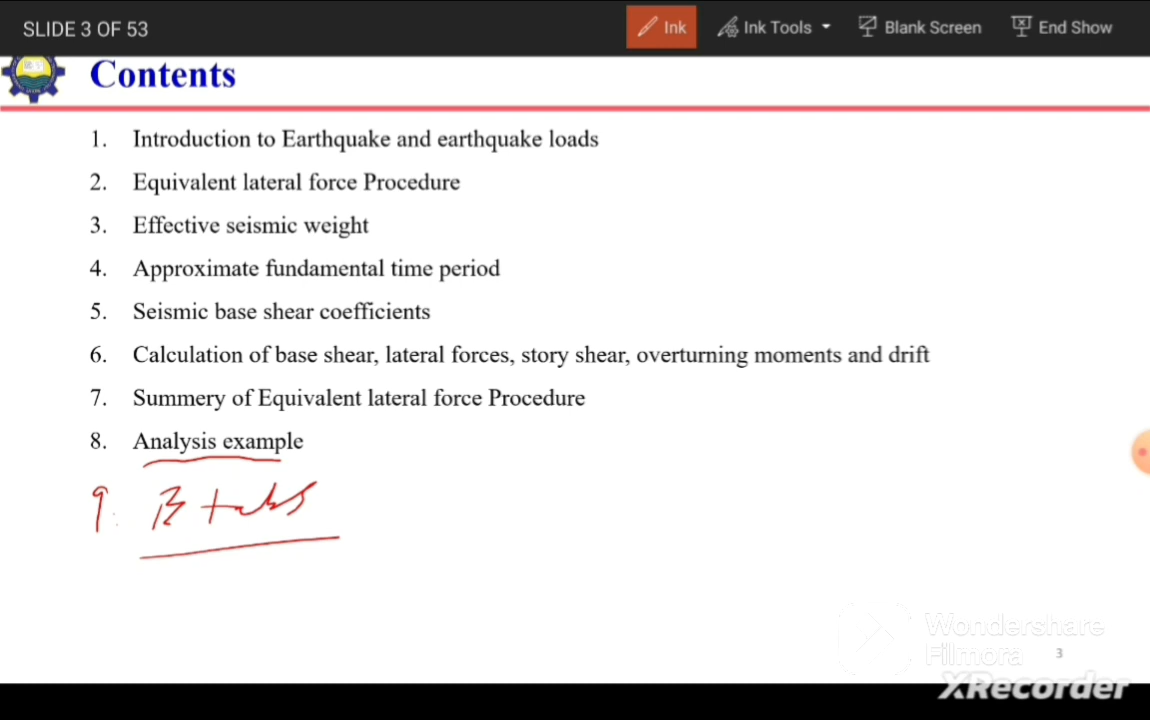 SLIDE 3 OF 53
Ink
Ink Tools
Blank Screen
End Show
Contents
1. Introduction to Earthquake and earthquake loads
2. Equivalent lateral force Procedure
3. Effective seismic weight
4. Approximate fundamental time period
5. Seismic base shear coefficients
6. Calculation of base shear, lateral forces, story shear, overturning moments and drift
7. Summery of Equivalent lateral force Procedure
8. Analysis example
9. Etabs
Wondershare
Filmora
3
XRecorder